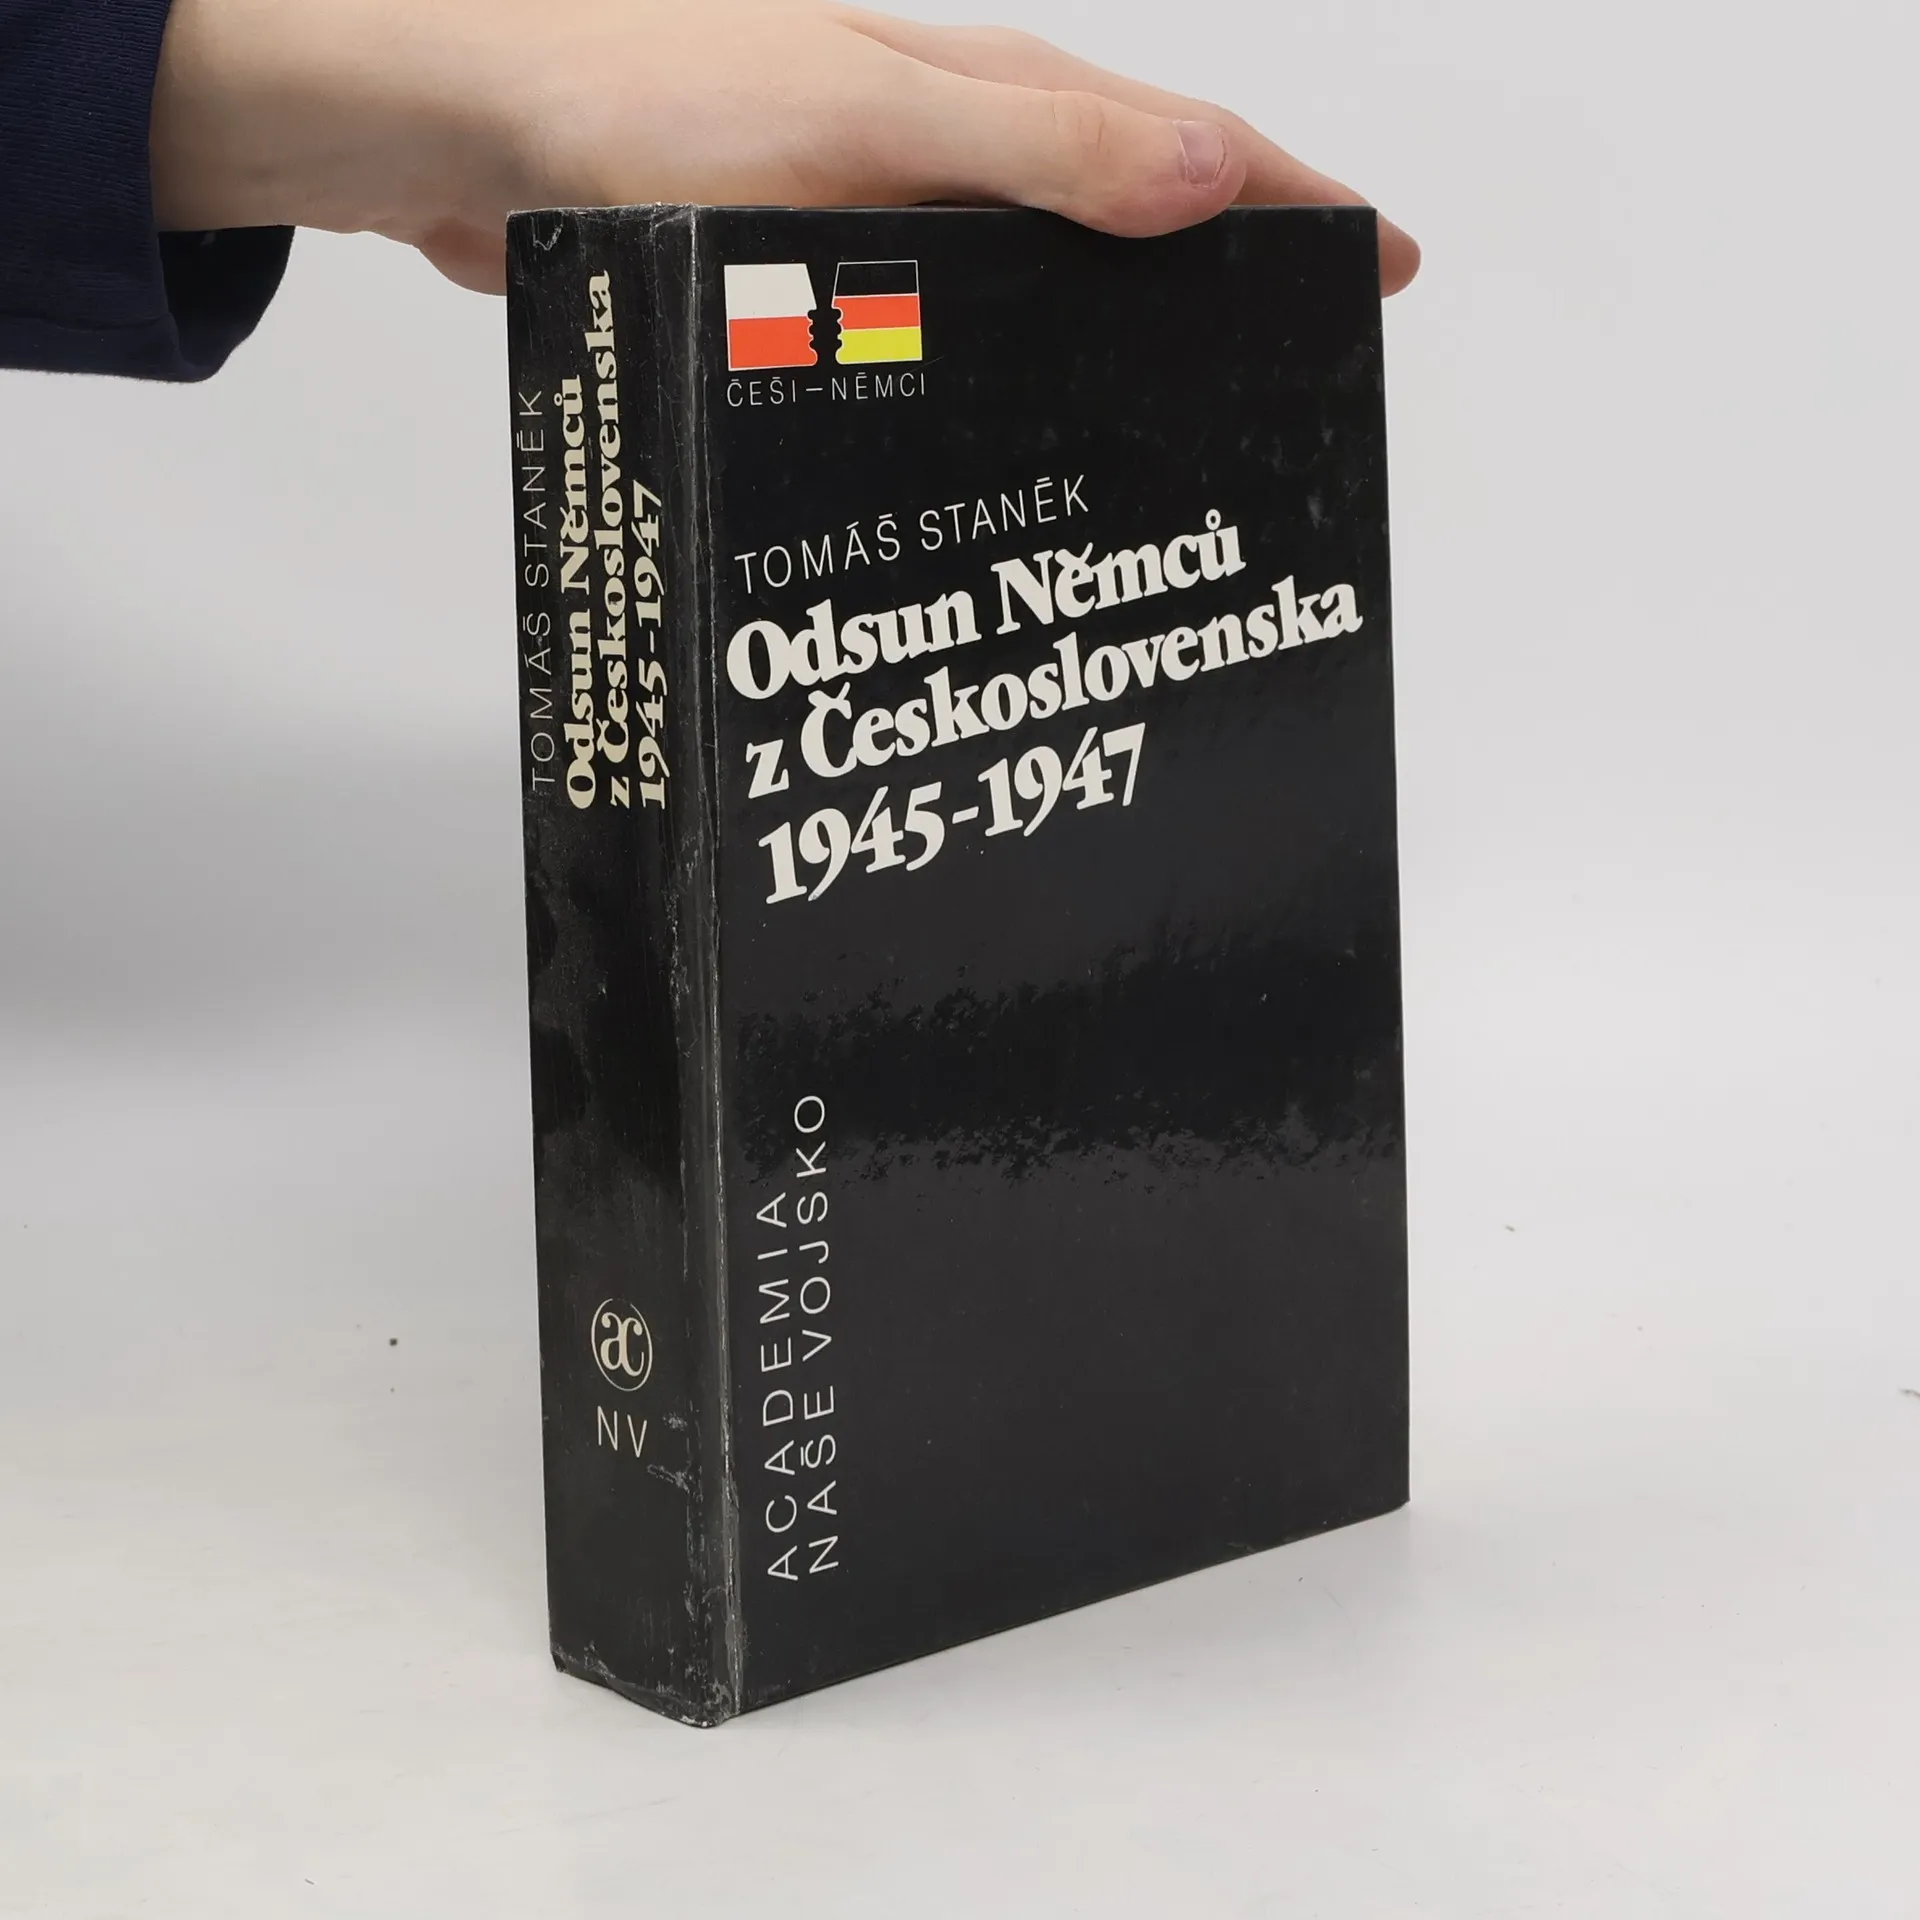 TOMÁŠ STANĚK
Odsun Němců
z Československa
1945-1947
ac
NV
ČEŠI–NĚMCI
TOMÁŠ STANĚK
Odsun Němců
z Československa
1945-1947
ACADEMIA
NAŠE VOJSKO